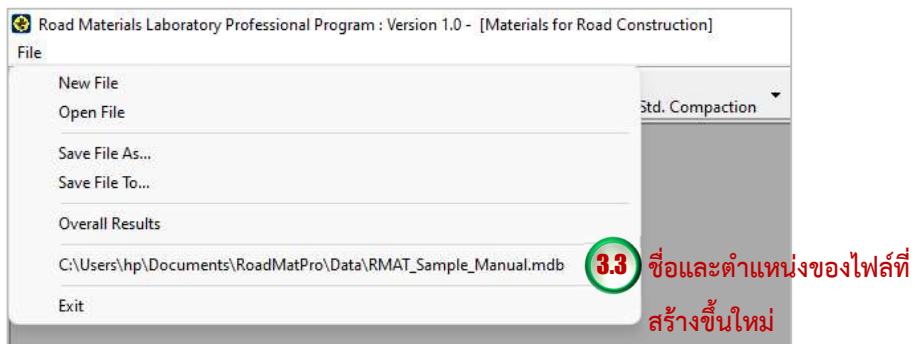 Road Materials Laboratory Professional Program : Version 1.0 - [Materials for Road Construction]
File
New File
Open File
Std. Compaction
Save File As...
Save File To...
Overall Results
C:\Users\hp\Documents\RoadMatPro\Data\RMAT_Sample_Manual.mdb
3.3 ชื่อและตำแหน่งของไฟล์ที่
สร้างขึ้นใหม่
Exit